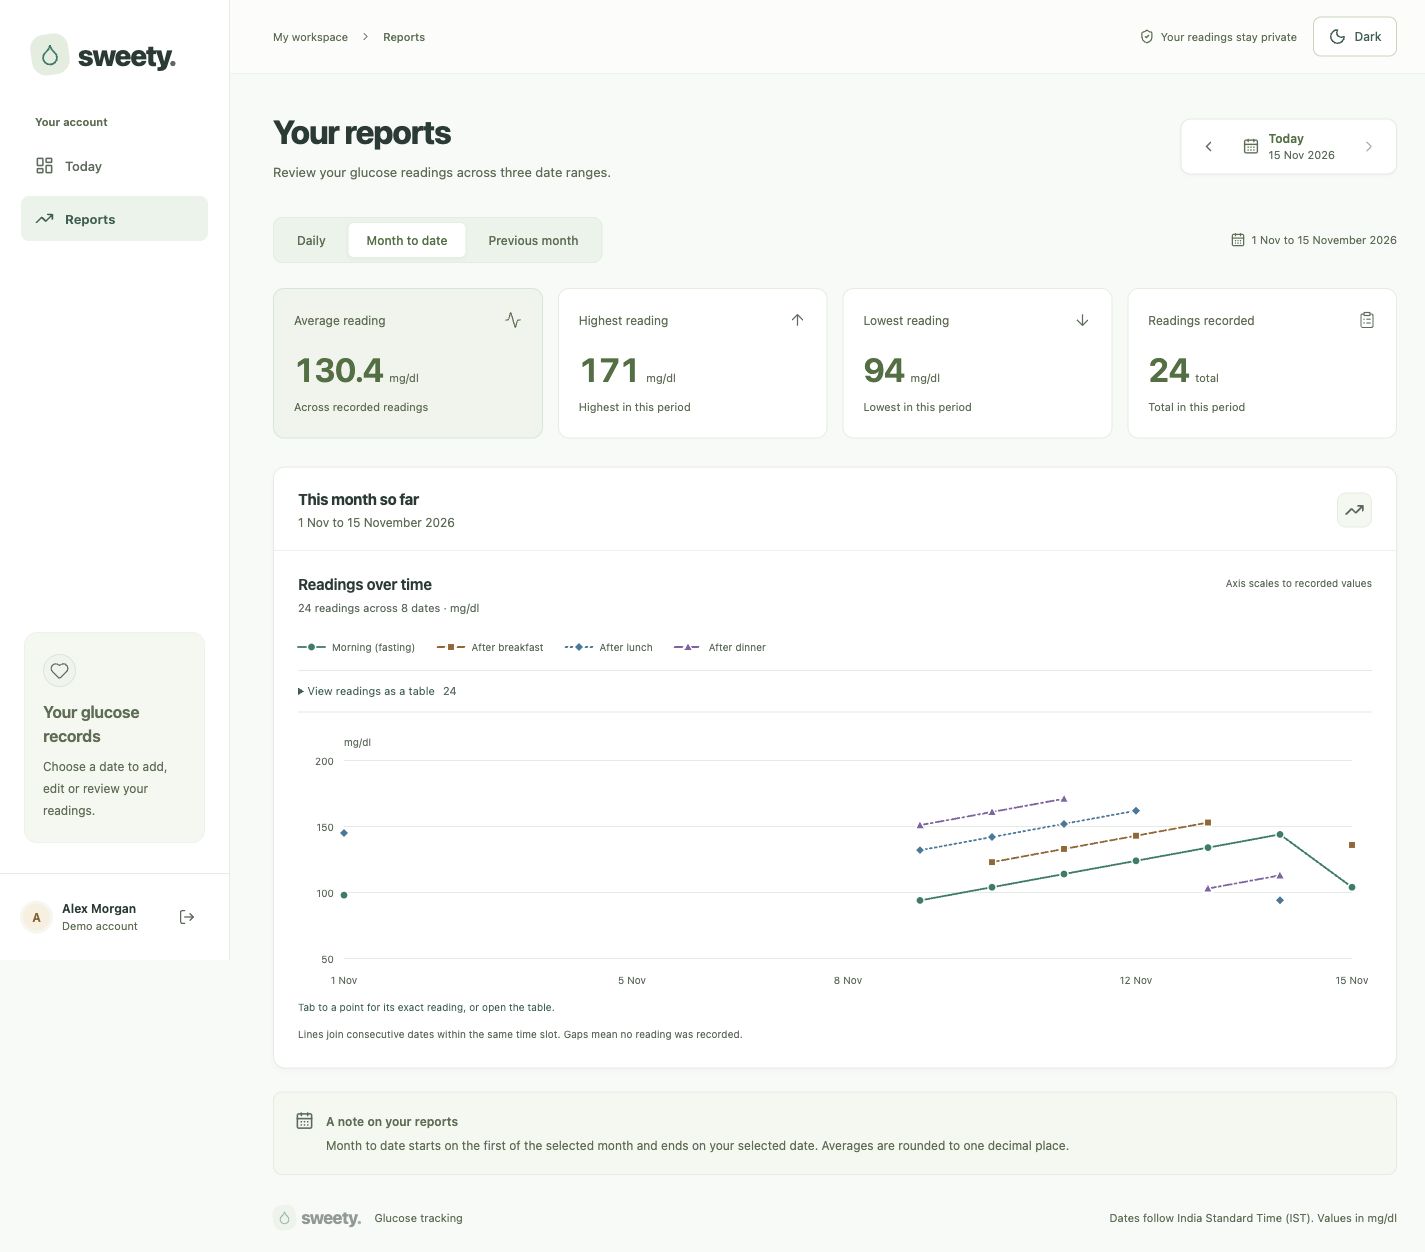 sweety.
Your account
Today
Reports
Your glucose
records
Choose a date to add,
edit or review your
readings.
A
Alex Morgan
Demo account
My workspace > Reports
Your readings stay private
Dark
Your reports
Review your glucose readings across three date ranges.
Today
15 Nov 2026
Daily
Month to date
Previous month
1 Nov to 15 November 2026
Average reading
130.4 mg/dl
Across recorded readings
Highest reading
171 mg/dl
Highest in this period
Lowest reading
94 mg/dl
Lowest in this period
Readings recorded
24 total
Total in this period
This month so far
1 Nov to 15 November 2026
Readings over time
24 readings across 8 dates · mg/dl
Axis scales to recorded values
Morning (fasting)
After breakfast
After lunch
After dinner
View readings as a table 24
mg/dl
200
150
100
50
1 Nov
5 Nov
8 Nov
12 Nov
15 Nov
Tab to a point for its exact reading, or open the table.
Lines join consecutive dates within the same time slot. Gaps mean no reading was recorded.
A note on your reports
Month to date starts on the first of the selected month and ends on your selected date. Averages are rounded to one decimal place.
sweety. Glucose tracking
Dates follow India Standard Time (IST). Values in mg/dl